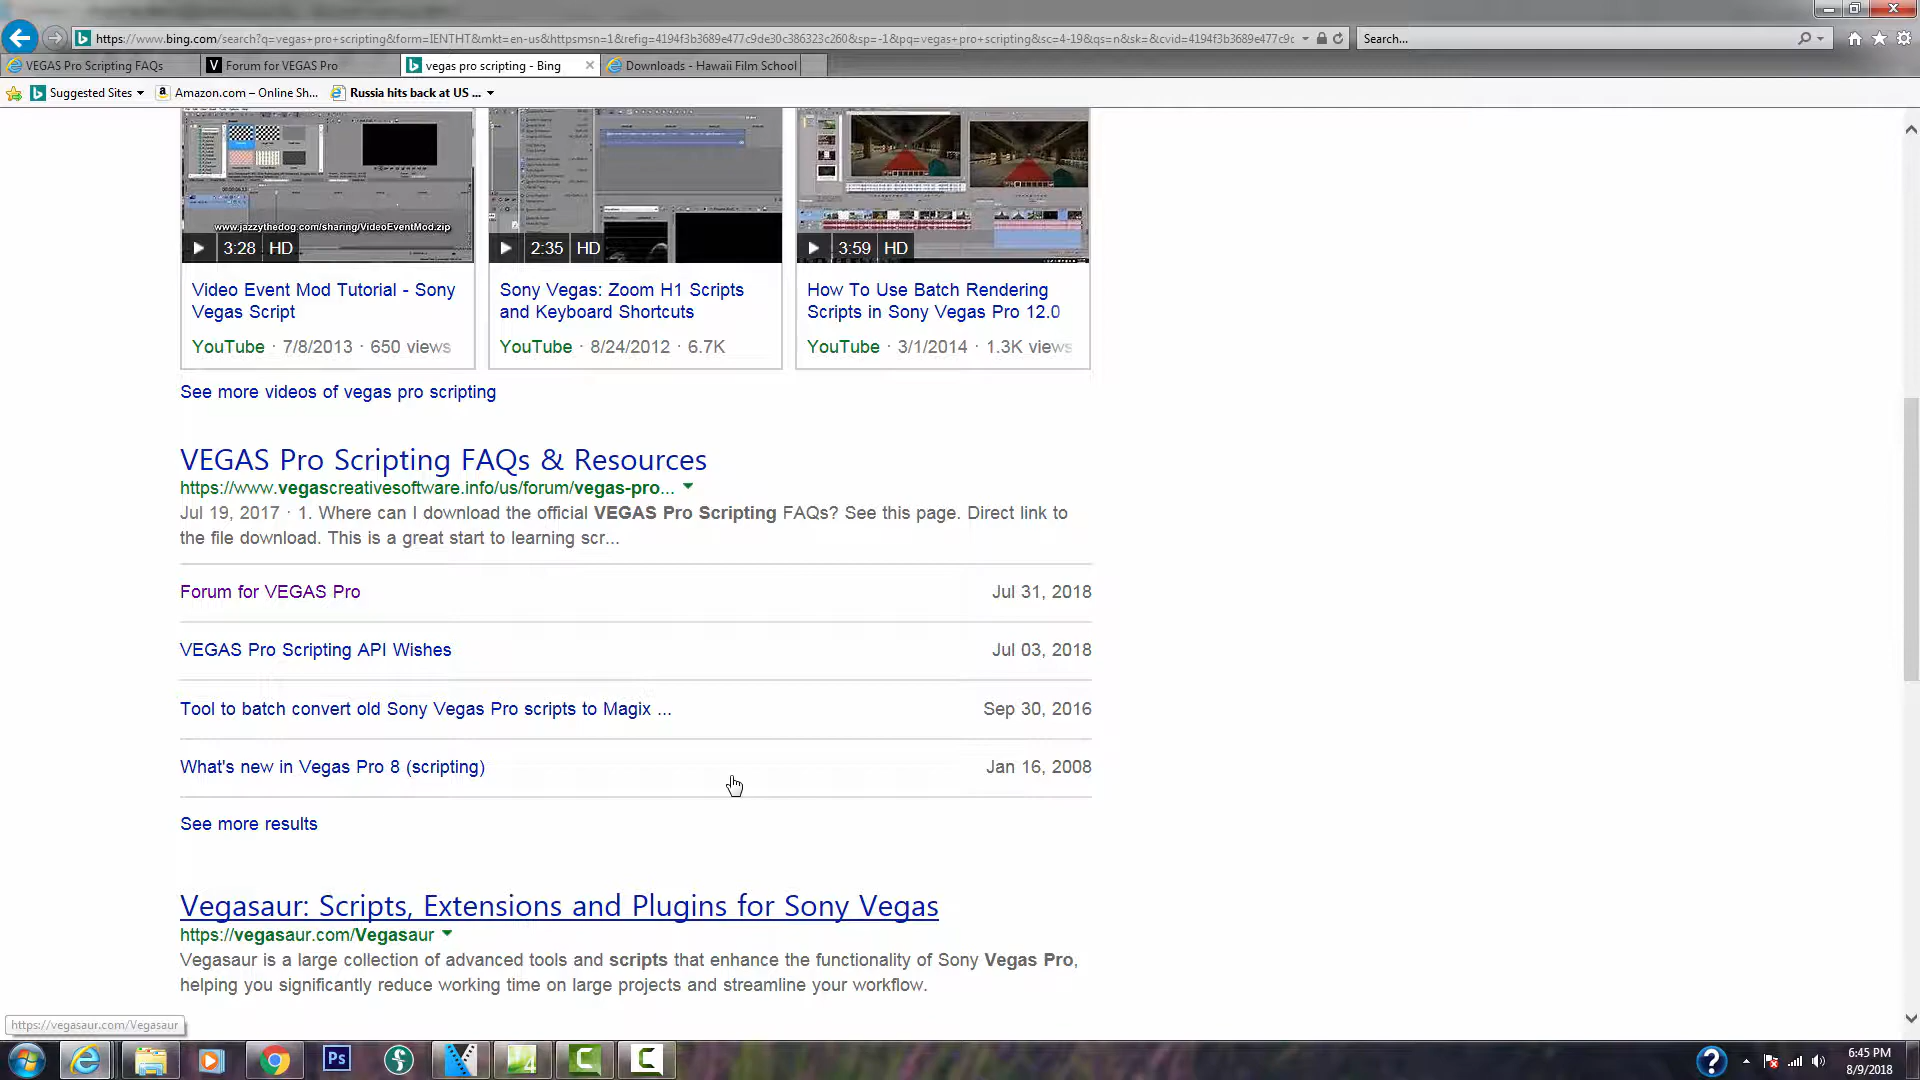 https://www.bing.com/search?q=vegas+pro+scripting&form=IENTHT&mkt=en-us&httpsmsn=1&refig=4194f3b3689e477c9de30c386323c260&sp=-1&pq=vegas+pro+scripting&sc=4-19&qs=n&sk=&cvid=4194f3b3689e477c9c
Search...
VEGAS Pro Scripting FAQs
Forum for VEGAS Pro
vegas pro scripting - Bing
Downloads - Hawaii Film School
Suggested Sites
Amazon.com – Online Sh...
Russia hits back at US ...
www.jazzythedog.com/sharing/VideoEventMod.zip
3:28 HD
2:35 HD
3:59 HD
Video Event Mod Tutorial - Sony
Vegas Script
YouTube · 7/8/2013 · 650 views
Sony Vegas: Zoom H1 Scripts
and Keyboard Shortcuts
YouTube · 8/24/2012 · 6.7K
How To Use Batch Rendering
Scripts in Sony Vegas Pro 12.0
YouTube · 3/1/2014 · 1.3K views
See more videos of vegas pro scripting
VEGAS Pro Scripting FAQs & Resources
https://www.vegascreativesoftware.info/us/forum/vegas-pro...
Jul 19, 2017 · 1. Where can I download the official VEGAS Pro Scripting FAQs? See this page. Direct link to
the file download. This is a great start to learning scr...
Forum for VEGAS Pro Jul 31, 2018
VEGAS Pro Scripting API Wishes Jul 03, 2018
Tool to batch convert old Sony Vegas Pro scripts to Magix ... Sep 30, 2016
What's new in Vegas Pro 8 (scripting) Jan 16, 2008
See more results
Vegasaur: Scripts, Extensions and Plugins for Sony Vegas
https://vegasaur.com/Vegasaur
Vegasaur is a large collection of advanced tools and scripts that enhance the functionality of Sony Vegas Pro,
helping you significantly reduce working time on large projects and streamline your workflow.
https://vegasaur.com/Vegasaur
Ps
6:45 PM
8/9/2018